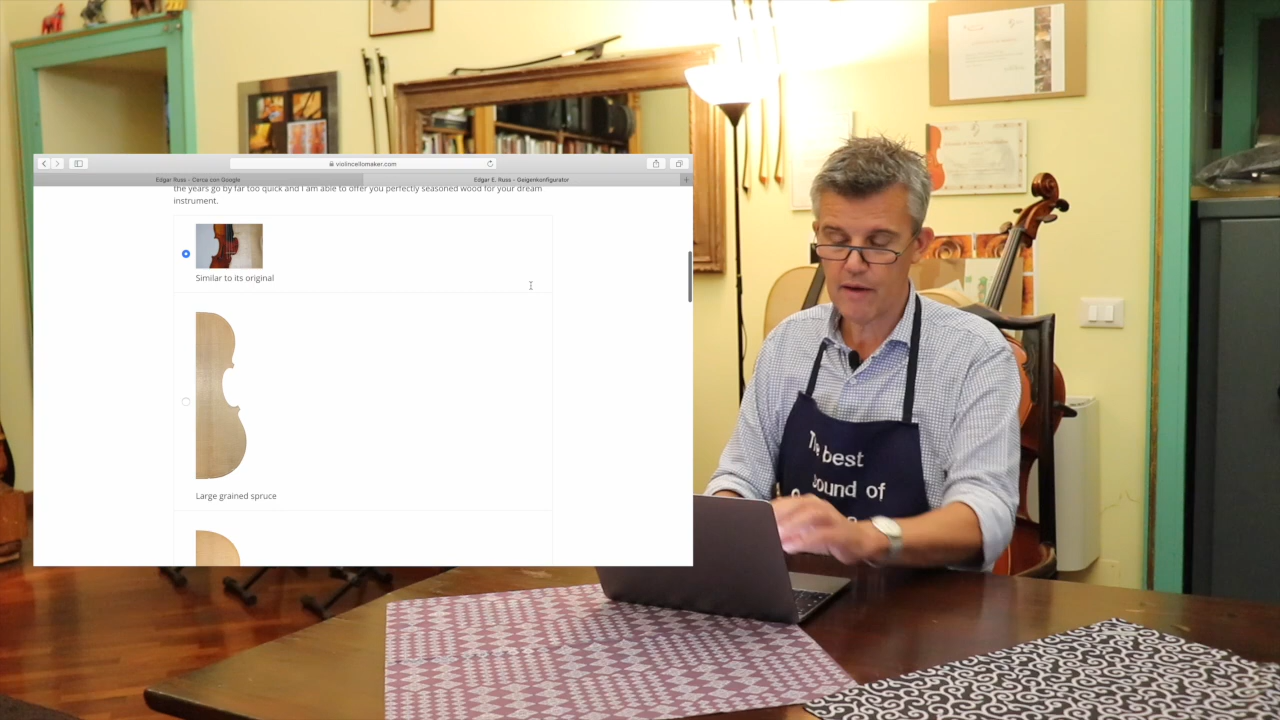 violincellomaker.com
Edgar Russ - Cerca con Google
Edgar E. Russ - Geigenkonfigurator
the years go by far too quick and I am able to offer you perfectly seasoned wood for your dream
instrument.
Similar to its original
Large grained spruce
The best
sound of